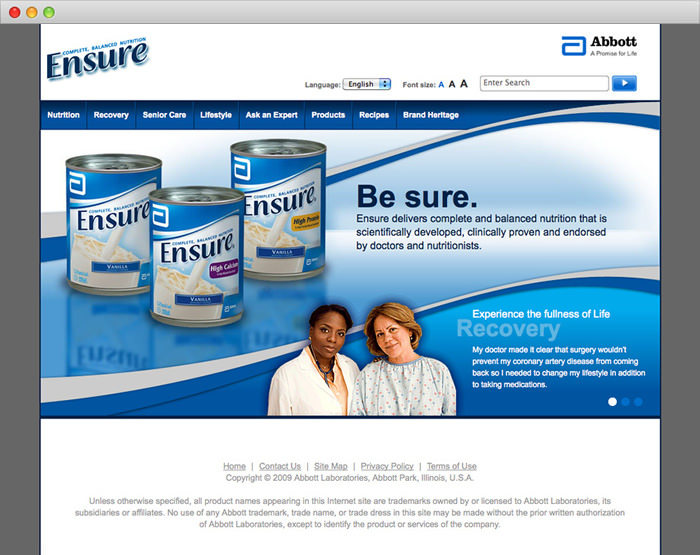 COMPLETE, BALANCED NUTRITION
Ensure
Abbott
A Promise for Life
Language: English Font size: A A A Enter Search
Nutrition Recovery Senior Care Lifestyle Ask an Expert Products Recipes Brand Heritage
COMPLETE, BALANCED NUTRITION
Ensure
VANILLA
COMPLETE, BALANCED NUTRITION
Ensure
High Calcium
VANILLA
COMPLETE, BALANCED NUTRITION
Ensure
High Protein
VANILLA
Be sure.
Ensure delivers complete and balanced nutrition that is
scientifically developed, clinically proven and endorsed
by doctors and nutritionists.
Experience the fullness of Life
Recovery
My doctor made it clear that surgery wouldn't
prevent my coronary artery disease from coming
back so I needed to change my lifestyle in addition
to taking medications.
Home | Contact Us | Site Map | Privacy Policy | Terms of Use
Copyright © 2009 Abbott Laboratories, Abbott Park, Illinois, U.S.A.
Unless otherwise specified, all product names appearing in this Internet site are trademarks owned by or licensed to Abbott Laboratories, its
subsidiaries or affiliates. No use of any Abbott trademark, trade name, or trade dress in this site may be made without the prior written authorization
of Abbott Laboratories, except to identify the product or services of the company.